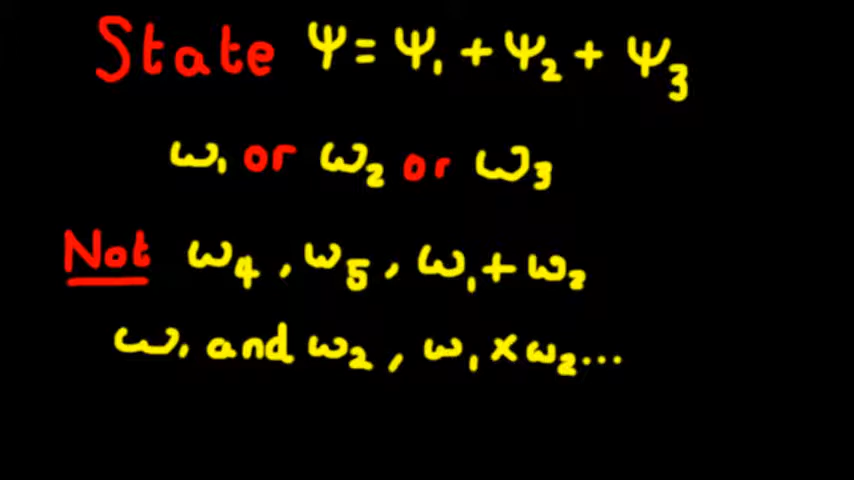 State Ψ = Ψ₁ + Ψ₂ + Ψ₃
ω₁ or ω₂ or ω₃
Not ω₄ , ω₅ , ω₁ + ω₂
ω₁ and ω₂ , ω₁ × ω₂ ...